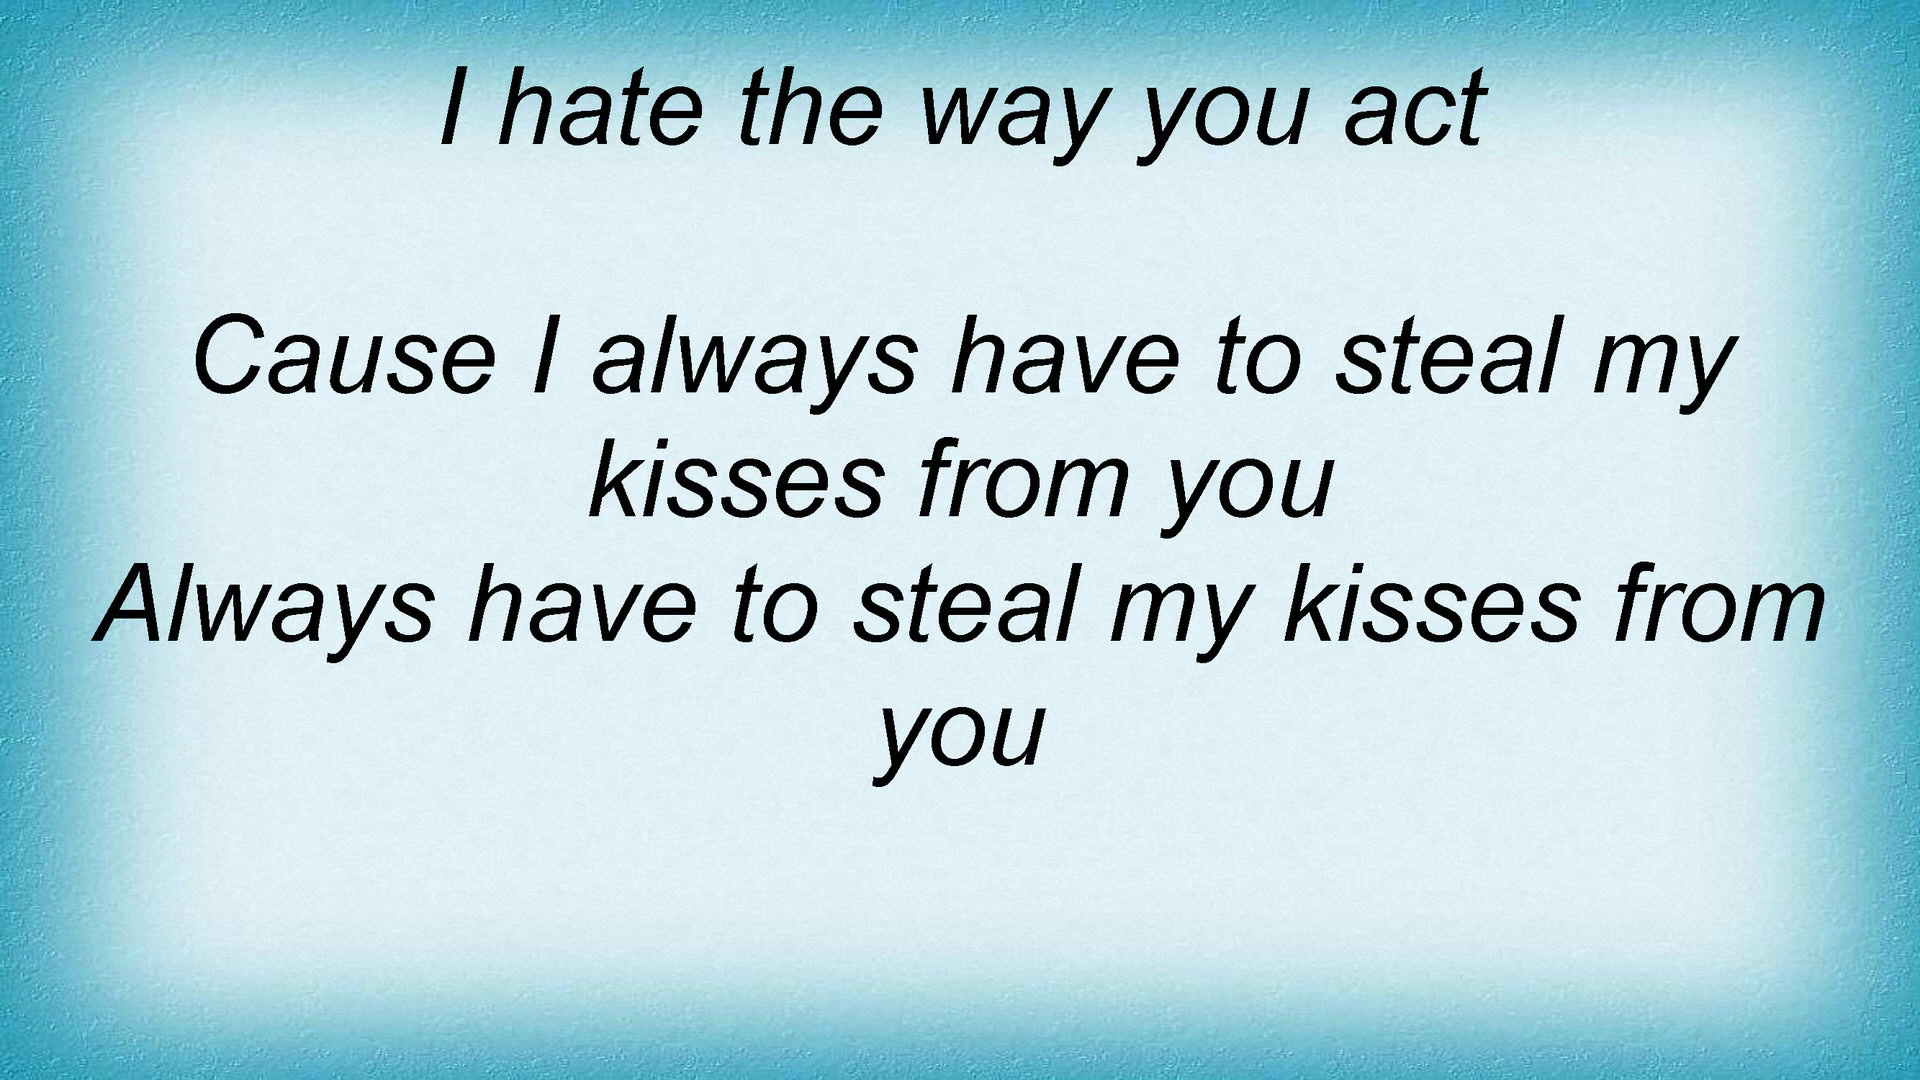 I hate the way you act
Cause I always have to steal my
kisses from you
Always have to steal my kisses from
you